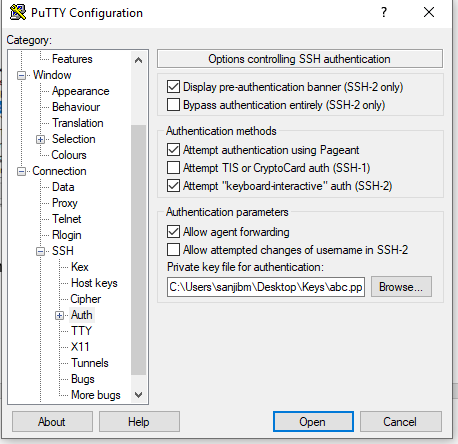 PuTTY Configuration
?
Category:
Features
Window
Appearance
Behaviour
Translation
Selection
Colours
Connection
Data
Proxy
Telnet
Rlogin
SSH
Kex
Host keys
Cipher
Auth
TTY
X11
Tunnels
Bugs
More bugs
Options controlling SSH authentication
Display pre-authentication banner (SSH-2 only)
Bypass authentication entirely (SSH-2 only)
Authentication methods
Attempt authentication using Pageant
Attempt TIS or CryptoCard auth (SSH-1)
Attempt "keyboard-interactive" auth (SSH-2)
Authentication parameters
Allow agent forwarding
Allow attempted changes of username in SSH-2
Private key file for authentication:
C:\Users\sanjibm\Desktop\Keys\abc.pp
Browse...
About
Help
Open
Cancel